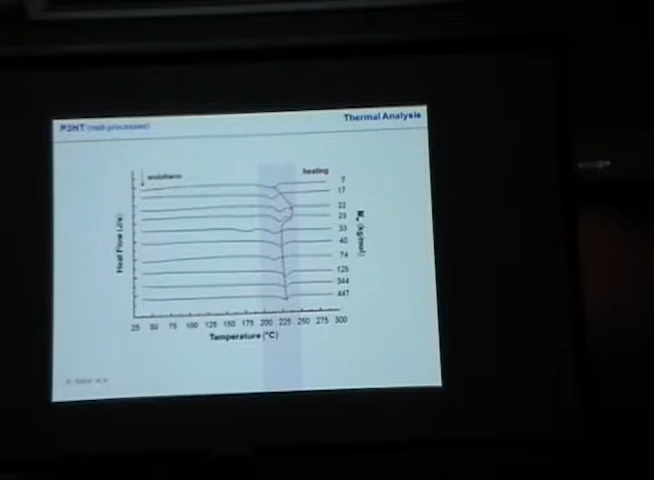 P3HT (melt-processed)
Thermal Analysis
endotherm
heating
7
17
22
23
33
40
74
125
344
447
Heat Flow (J/s)
Mw (kg/mol)
25 50 75 100 125 150 175 200 225 250 275 300
Temperature (°C)